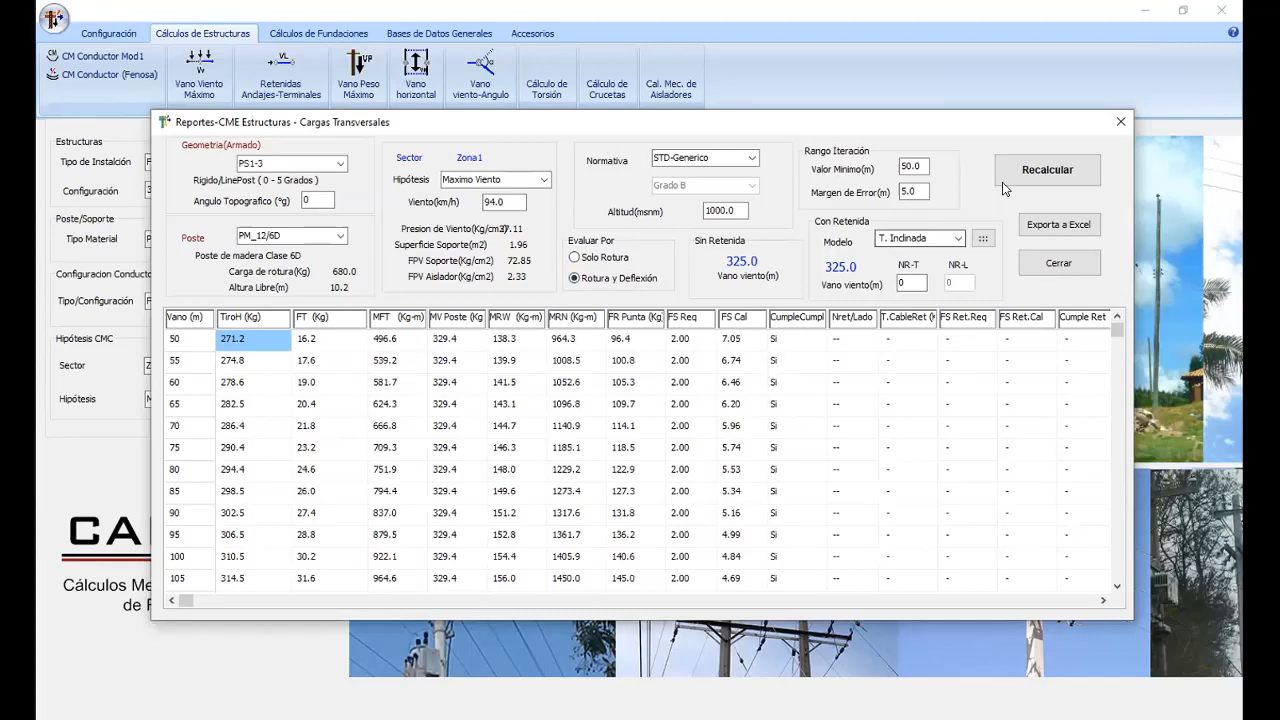 Configuración Cálculos de Estructuras Cálculos de Fundaciones Bases de Datos Generales Accesorios
CM Conductor Mod1
CM Conductor (Fenosa)
Vano Viento Máximo
Retenidas Anclajes-Terminales
Vano Peso Máximo
Vano horizontal
Vano viento-Angulo
Cálculo de Torsión
Cálculo de Crucetas
Cal. Mec. de Aisladores
Estructuras
Tipo de Instalción
Configuración 3
Poste/Soporte
Tipo Material
Configuracion Conducto
Tipo/Configuración
Hipótesis CMC
Sector
Hipótesis
CA
Cálculos Me
de F
Reportes-CME Estructuras - Cargas Transversales
Geometria(Armado)
PS1-3
Rigido/LinePost ( 0 - 5 Grados )
Angulo Topografico (°g) 0
Poste PM_12/6D
Poste de madera Clase 6D
Carga de rotura(Kg) 680.0
Altura Libre(m) 10.2
Sector Zona1
Hipótesis Maximo Viento
Viento(km/h) 94.0
Presion de Viento(Kg/cm2) 7.11
Superficie Soporte(m2) 1.96
FPV Soporte(Kg/cm2) 72.85
FPV Aislador(Kg/cm2) 2.33
Normativa STD-Generico
Grado B
Altitud(msnm) 1000.0
Evaluar Por
Solo Rotura
Rotura y Deflexión
Sin Retenida
325.0
Vano viento(m)
Rango Iteración
Valor Minimo(m) 50.0
Margen de Error(m) 5.0
Con Retenida
Modelo T. Indinada
325.0 NR-T NR-L
Vano viento(m) 0 0
Recalcular
Exporta a Excel
Cerrar
Vano (m) TiroH (Kg) FT (Kg) MFT (Kg-m) MV Poste (Kg MRW (Kg-m) MRN (Kg-m) FR Punta (Kg FS Req FS Cal CumpleCumpl Nret/Lado T.CableRet (K FS Ret.Req FS Ret.Cal Cumple Ret
50 271.2 16.2 496.6 329.4 138.3 964.3 96.4 2.00 7.05 Si -- -- - - -
55 274.8 17.6 539.2 329.4 139.9 1008.5 100.8 2.00 6.74 Si -- -- - - -
60 278.6 19.0 581.7 329.4 141.5 1052.6 105.3 2.00 6.46 Si -- -- - - -
65 282.5 20.4 624.3 329.4 143.1 1096.8 109.7 2.00 6.20 Si -- -- - - -
70 286.4 21.8 666.8 329.4 144.7 1140.9 114.1 2.00 5.96 Si -- -- - - -
75 290.4 23.2 709.3 329.4 146.3 1185.1 118.5 2.00 5.74 Si -- -- - - -
80 294.4 24.6 751.9 329.4 148.0 1229.2 122.9 2.00 5.53 Si -- -- - - -
85 298.5 26.0 794.4 329.4 149.6 1273.4 127.3 2.00 5.34 Si -- -- - - -
90 302.5 27.4 837.0 329.4 151.2 1317.6 131.8 2.00 5.16 Si -- -- - - -
95 306.5 28.8 879.5 329.4 152.8 1361.7 136.2 2.00 4.99 Si -- -- - - -
100 310.5 30.2 922.1 329.4 154.4 1405.9 140.6 2.00 4.84 Si -- -- - - -
105 314.5 31.6 964.6 329.4 156.0 1450.0 145.0 2.00 4.69 Si -- -- - - -